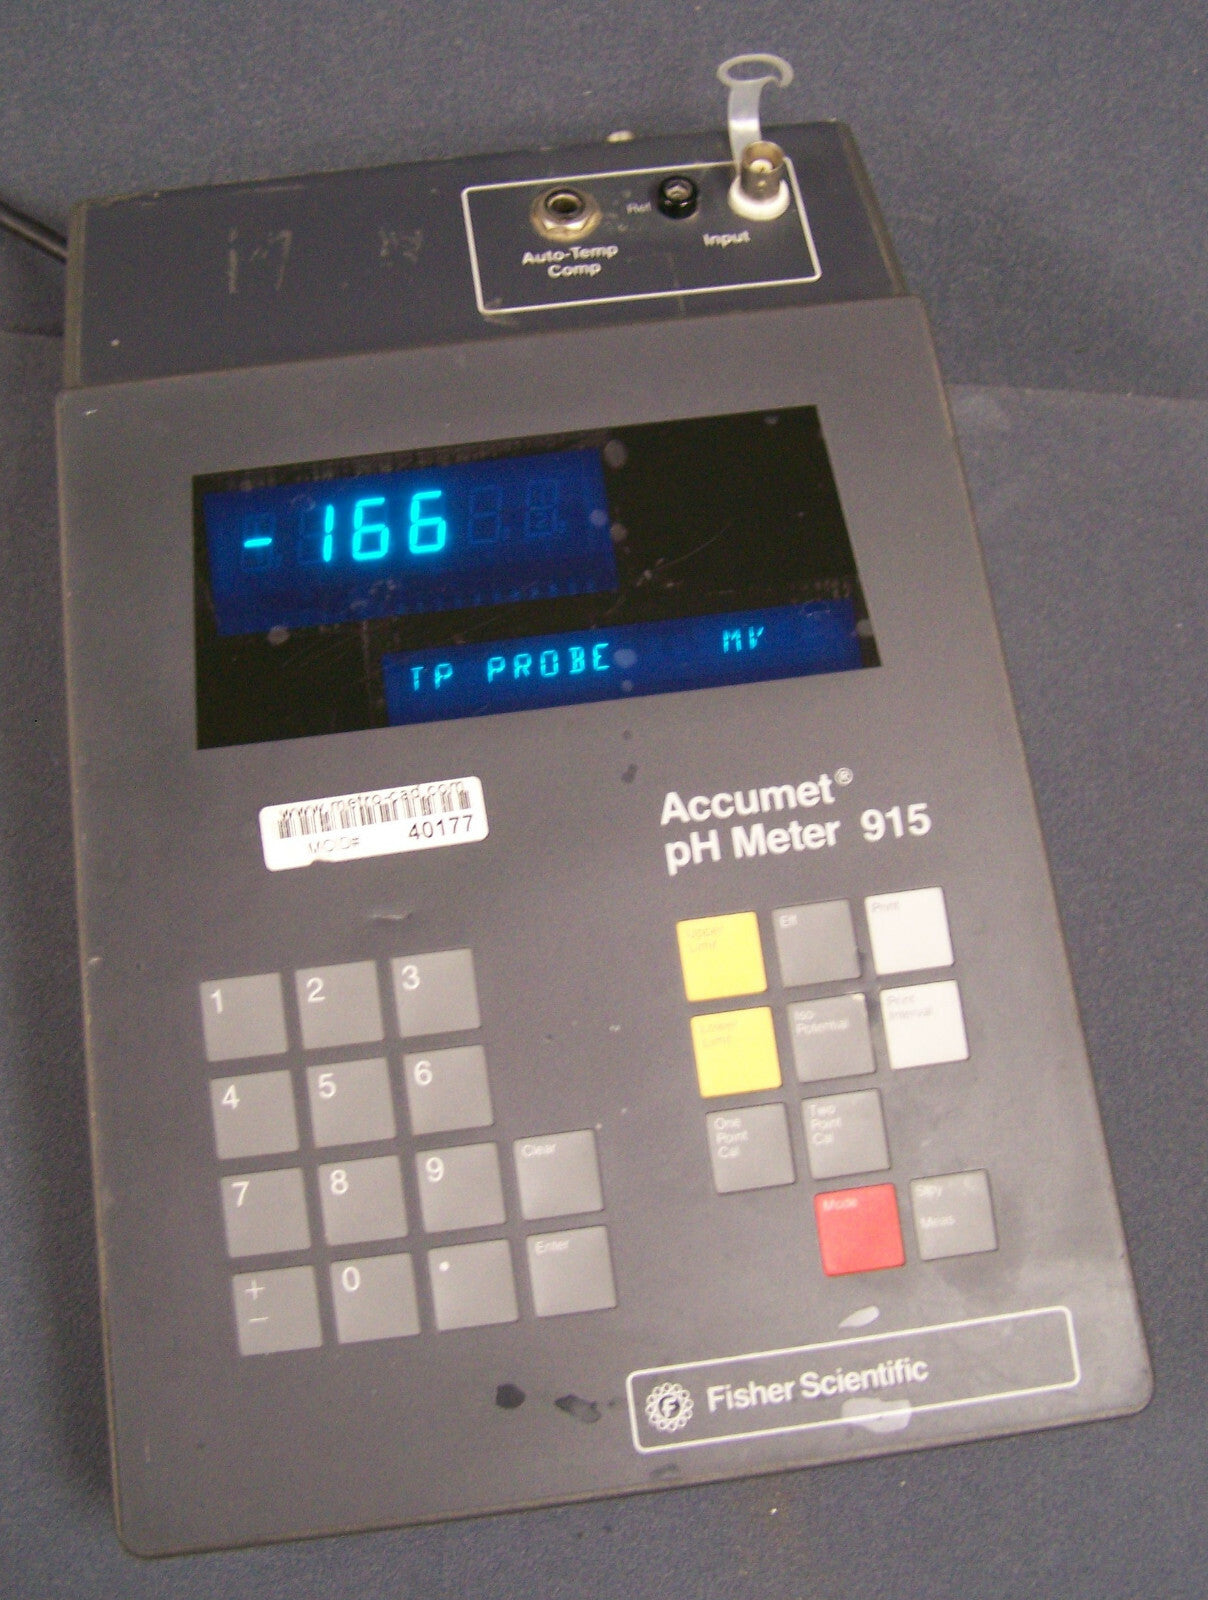 Auto-Temp
Comp
Ref
Input
-166
TP PROBE MV
www.metro-cad.com
MC ID# 40177
Accumet®
pH Meter 915
Upper
Limit
Eff
Print
Lower
Limit
Iso-
Potential
Print
Interval
One
Point
Cal
Two
Point
Cal
Mode
Meas
1 2 3
4 5 6
7 8 9 Clear
+
−
0 . Enter
F
Fisher Scientific